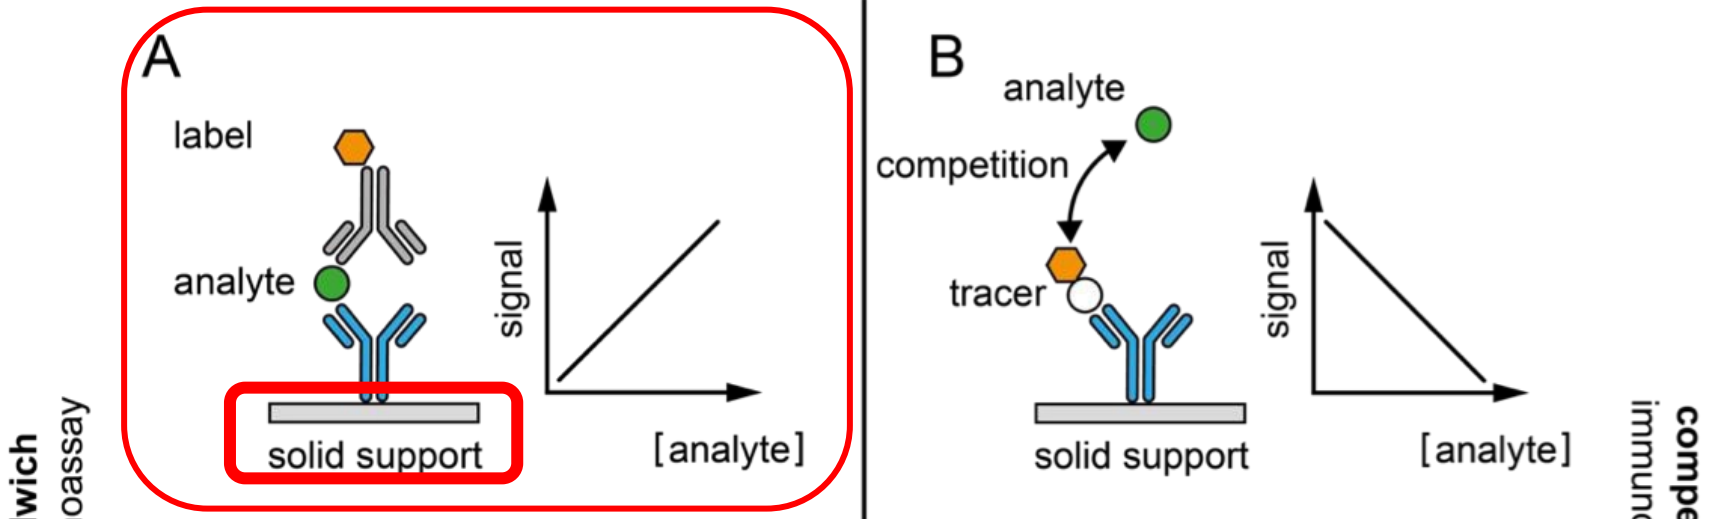 A
label
analyte
signal
solid support
[analyte]
B
analyte
competition
tracer
signal
solid support
[analyte]